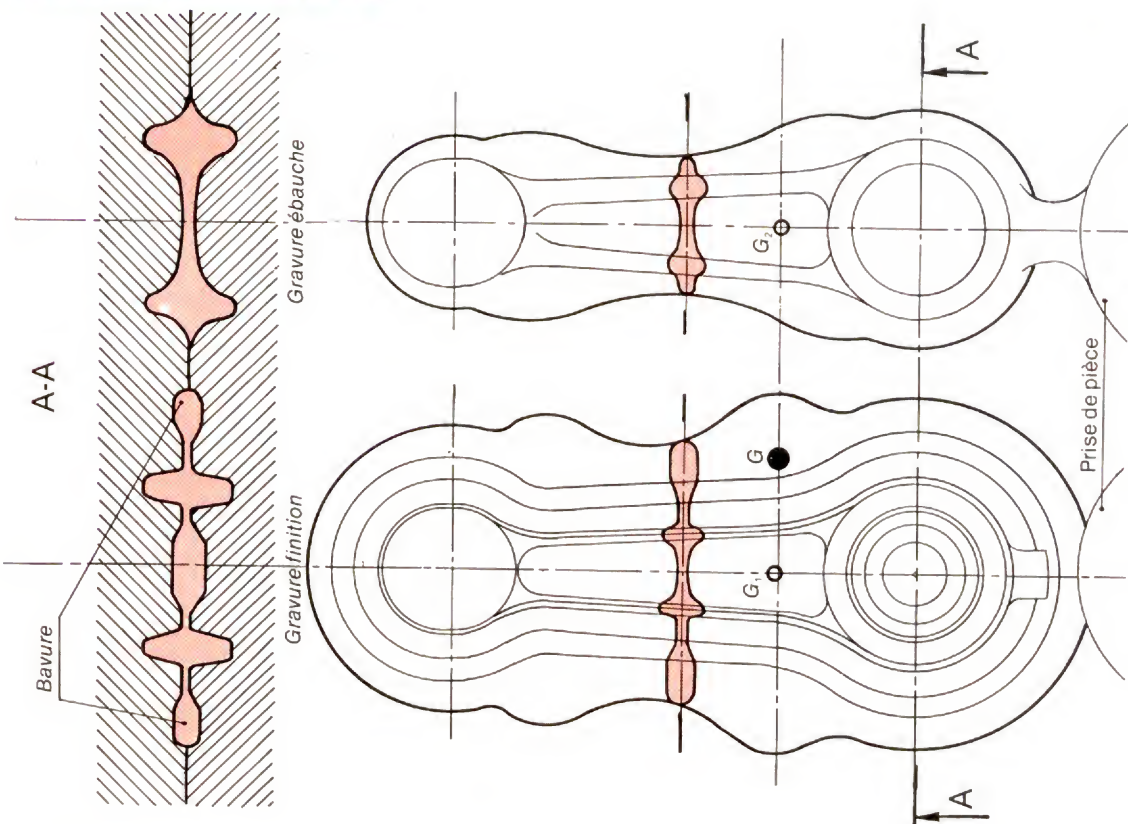 A-A
Bavure
Gravure ébauche
Gravure finition
G₂
G
G₁
A
A
Prise de pièce